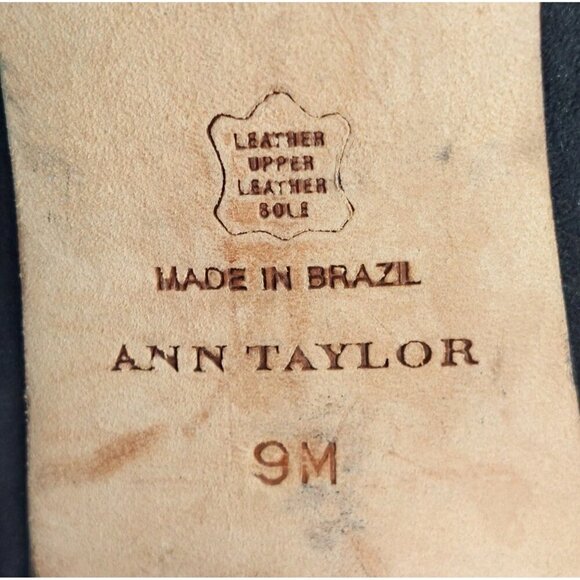 LEATHER
UPPER
LEATHER
SOLE
MADE IN BRAZIL
ANN TAYLOR
9M